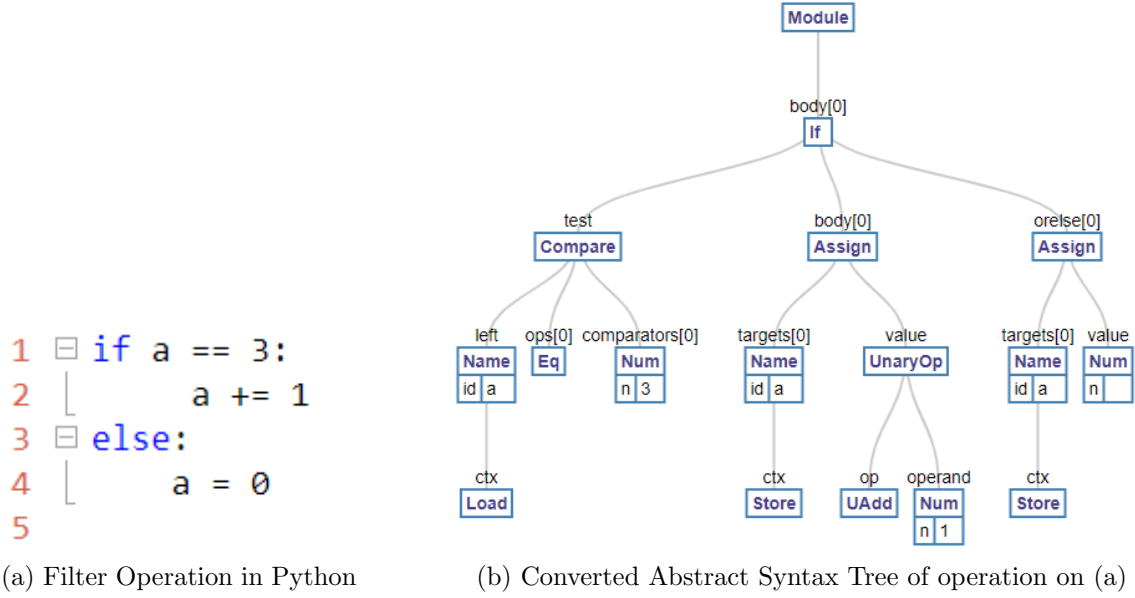 Module
body[0]
If
test body[0] orelse[0]
Compare Assign Assign
left ops[0] comparators[0] targets[0] value targets[0] value
Name Eq Num Name UnaryOp Name Num
id a n 3 id a id a n
ctx ctx op operand ctx
Load Store UAdd Num Store
n 1
1 if a == 3:
2 a += 1
3 else:
4 a = 0
5
(a) Filter Operation in Python
(b) Converted Abstract Syntax Tree of operation on (a)